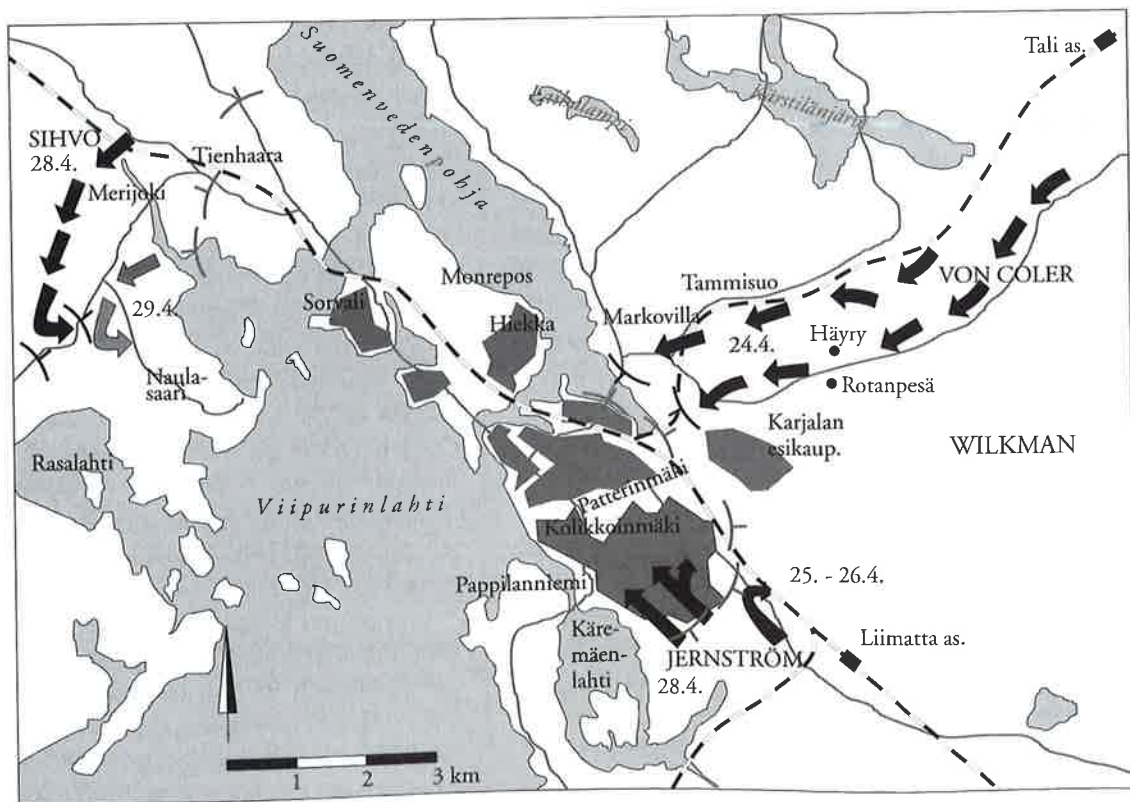 Suomenvedenpohja
Tali as.
Kärstilänjärvi
SIHVO
28.4.
Tienhaara
Merijoki
29.4.
Naula-
saari
Sorvali
Monrepos
Hiekka
Tammisuo
Markovilla
24.4.
VON COLER
Häyry
Rotanpesä
Karjalan
esikaup.
WILKMAN
Rasalahti
Viipurinlahti
Patterinmäki
Kolikkoinmäki
Pappilanniemi
25. - 26.4.
Liimatta as.
Käre-
mäen-
lahti
JERNSTRÖM
28.4.
1 2 3 km